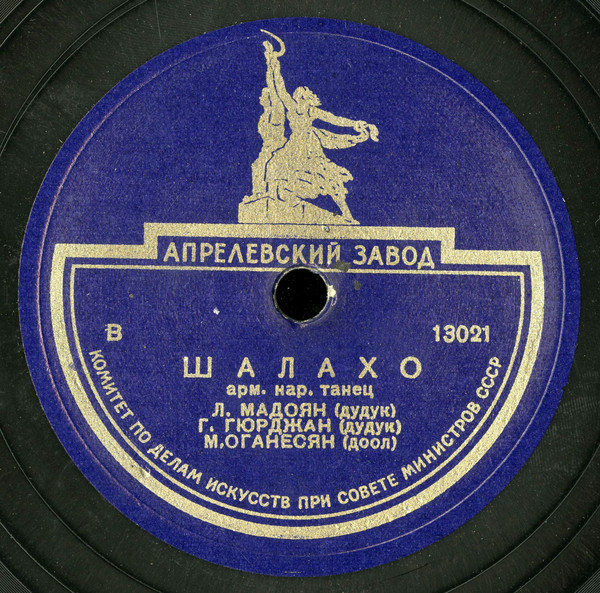 АПРЕЛЕВСКИЙ ЗАВОД
В 13021
ШАЛАХО
арм. нар. танец
Л. МАДОЯН (дудук)
Г. ГЮРДЖАН (дудук)
М. ОГАНЕСЯН (доол)
КОМИТЕТ ПО ДЕЛАМ ИСКУССТВ ПРИ СОВЕТЕ МИНИСТРОВ СССР